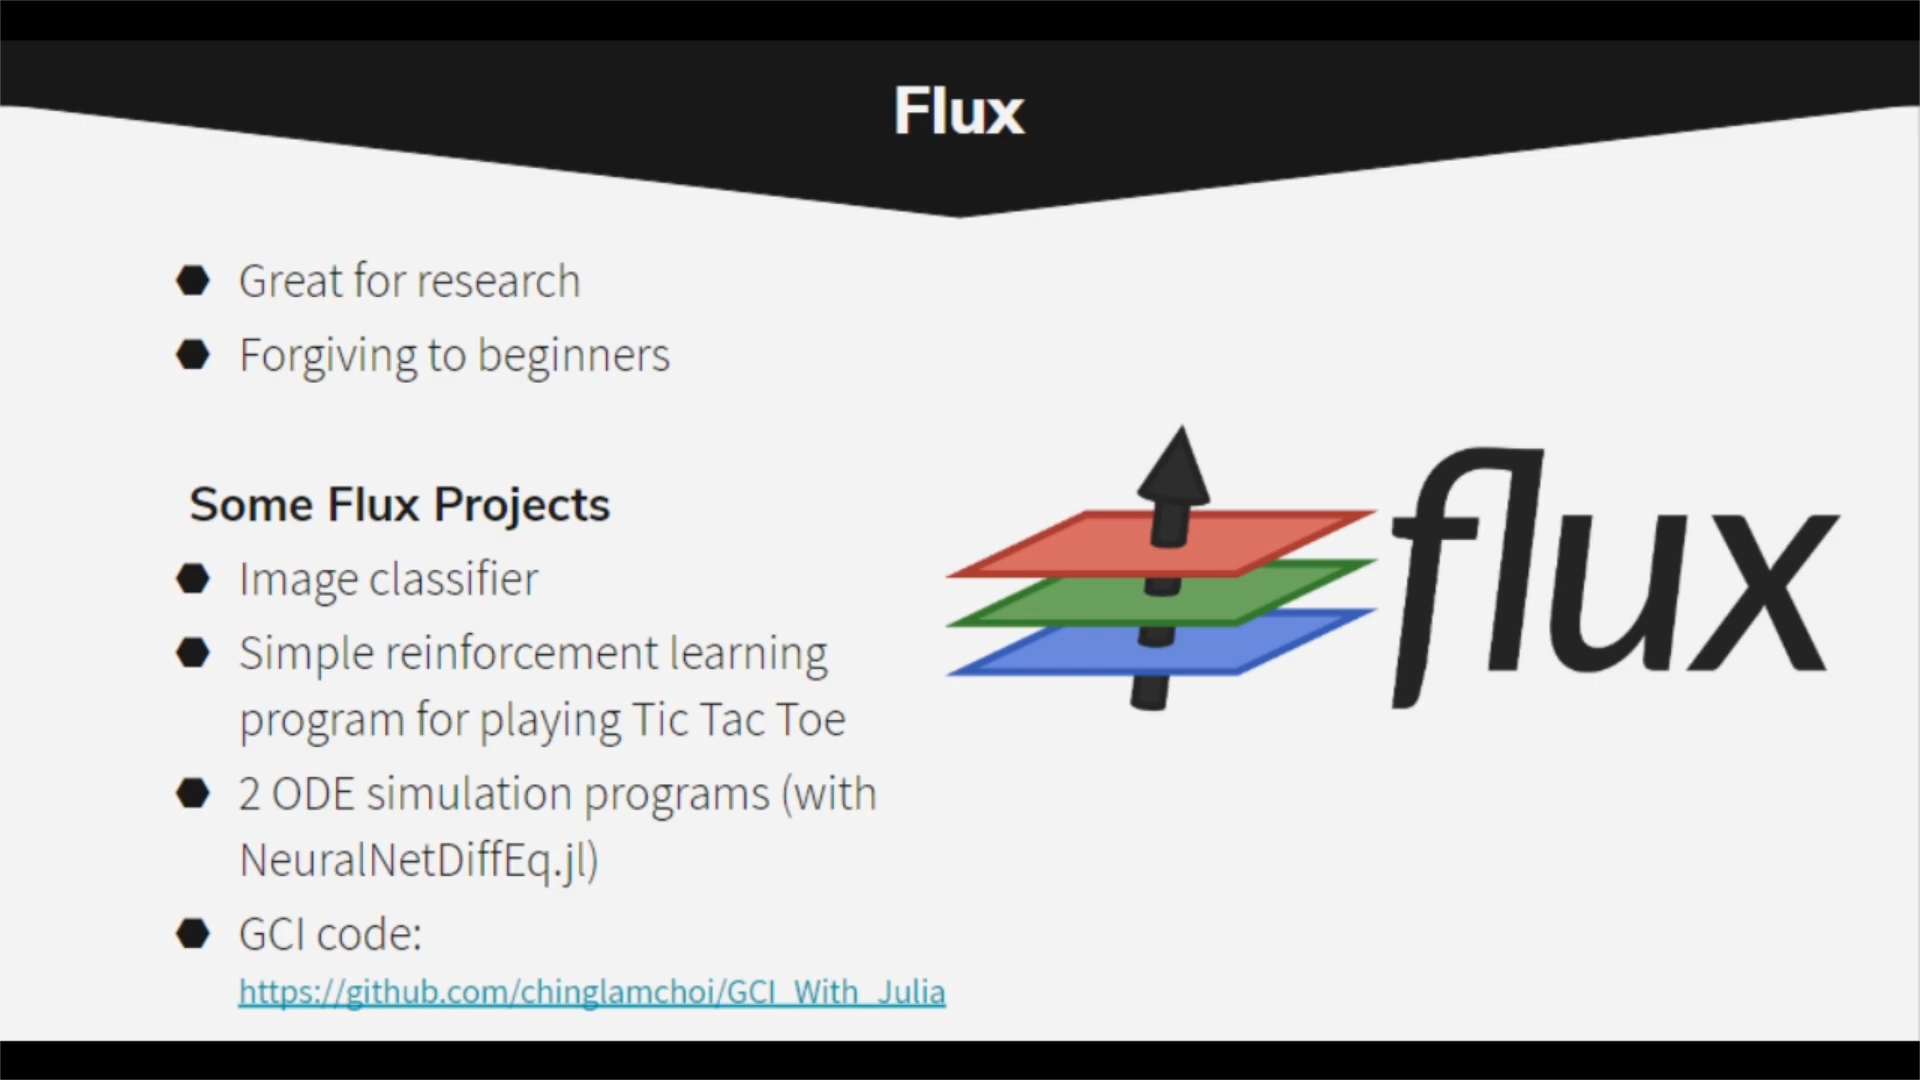 Flux
Great for research
Forgiving to beginners
Some Flux Projects
Image classifier
Simple reinforcement learning
program for playing Tic Tac Toe
2 ODE simulation programs (with
NeuralNetDiffEq.jl)
GCI code:
https://github.com/chinglamchoi/GCI_With_Julia
flux